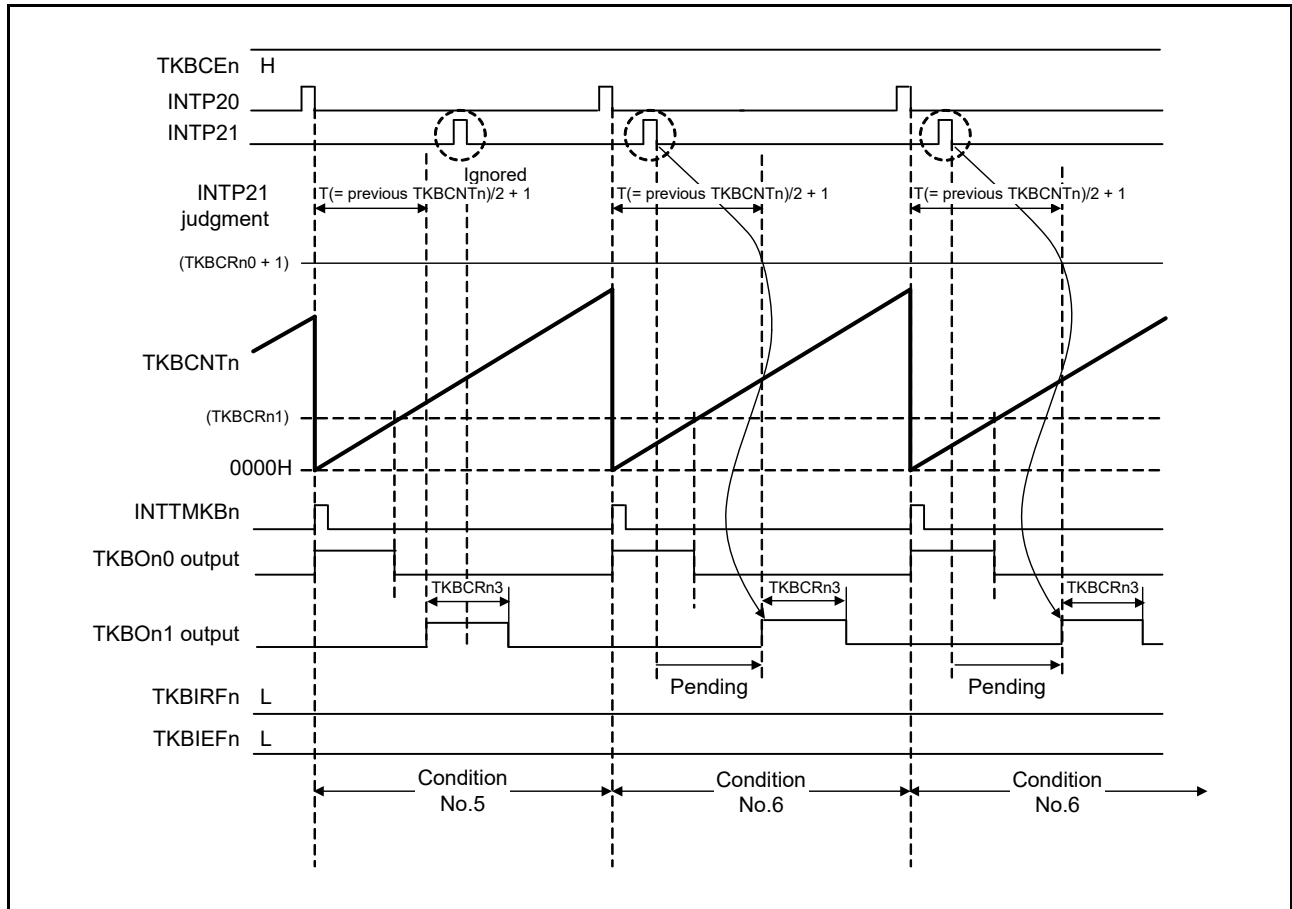 TKBCEn H
INTP20
INTP21
Ignored
INTP21
judgment
T(= previous TKBCNTn)/2 + 1
T(= previous TKBCNTn)/2 + 1
T(= previous TKBCNTn)/2 + 1
(TKBCRn0 + 1)
TKBCNTn
(TKBCRn1)
0000H
INTTMKBn
TKBOn0 output
TKBCRn3
TKBCRn3
TKBCRn3
TKBOn1 output
Pending
Pending
TKBIRFn L
TKBIEFn L
Condition
No.5
Condition
No.6
Condition
No.6